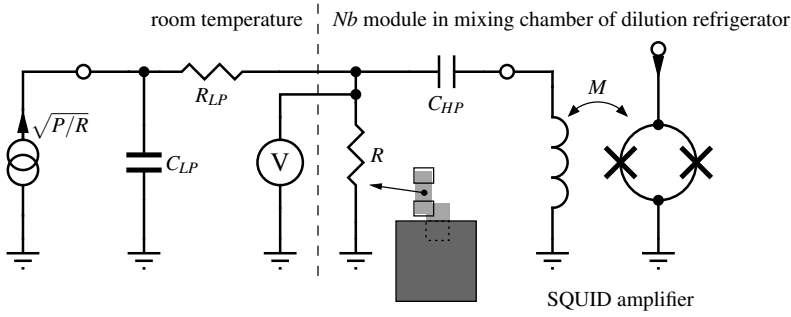 room temperature
Nb module in mixing chamber of dilution refrigerator
√P/R
R_LP
C_LP
V
R
C_HP
M
SQUID amplifier